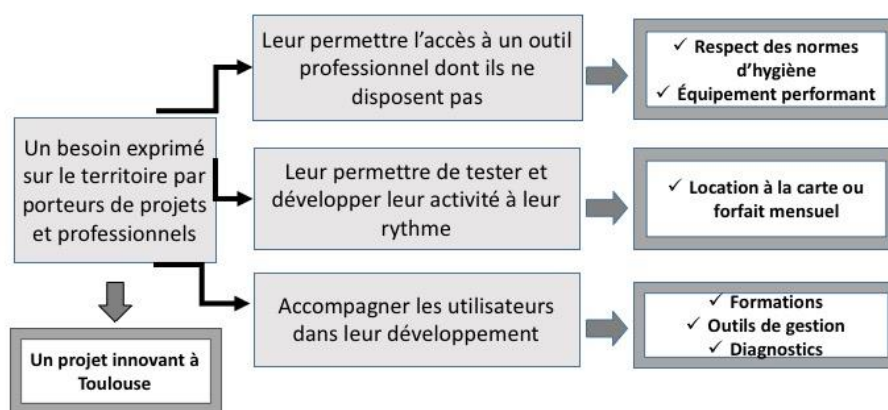 Leur permettre l'accès à un outil
professionnel dont ils ne
disposent pas
✓ Respect des normes
d'hygiène
✓ Équipement performant
Un besoin exprimé
sur le territoire par
porteurs de projets
et professionnels
Leur permettre de tester et
développer leur activité à leur
rythme
✓ Location à la carte ou
forfait mensuel
Accompagner les utilisateurs
dans leur développement
✓ Formations
✓ Outils de gestion
✓ Diagnostics
Un projet innovant à
Toulouse